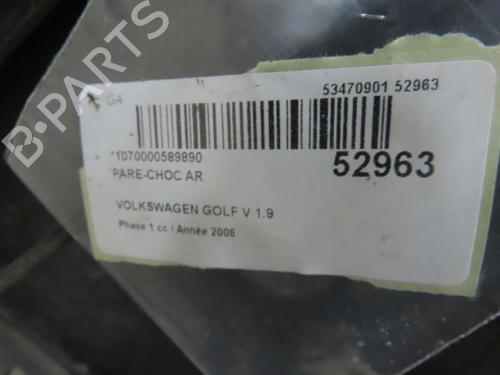 B-PARTS
GA
53470901 52963
*1070000589890
52963
PARE-CHOC AR
VOLKSWAGEN GOLF V 1.9
Phase 1 cc / Année 2006